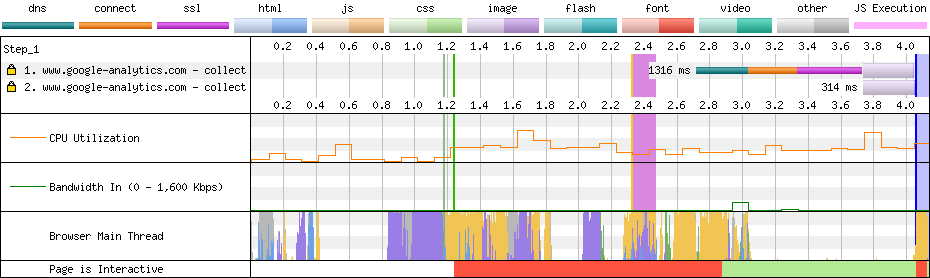 dns connect ssl html js css image flash font video other JS Execution
Step_1 0.2 0.4 0.6 0.8 1.0 1.2 1.4 1.6 1.8 2.0 2.2 2.4 2.6 2.8 3.0 3.2 3.4 3.6 3.8 4.0
1. www.google-analytics.com - collect 1316 ms
2. www.google-analytics.com - collect 314 ms
0.2 0.4 0.6 0.8 1.0 1.2 1.4 1.6 1.8 2.0 2.2 2.4 2.6 2.8 3.0 3.2 3.4 3.6 3.8 4.0
CPU Utilization
Bandwidth In (0 - 1,600 Kbps)
Browser Main Thread
Page is Interactive